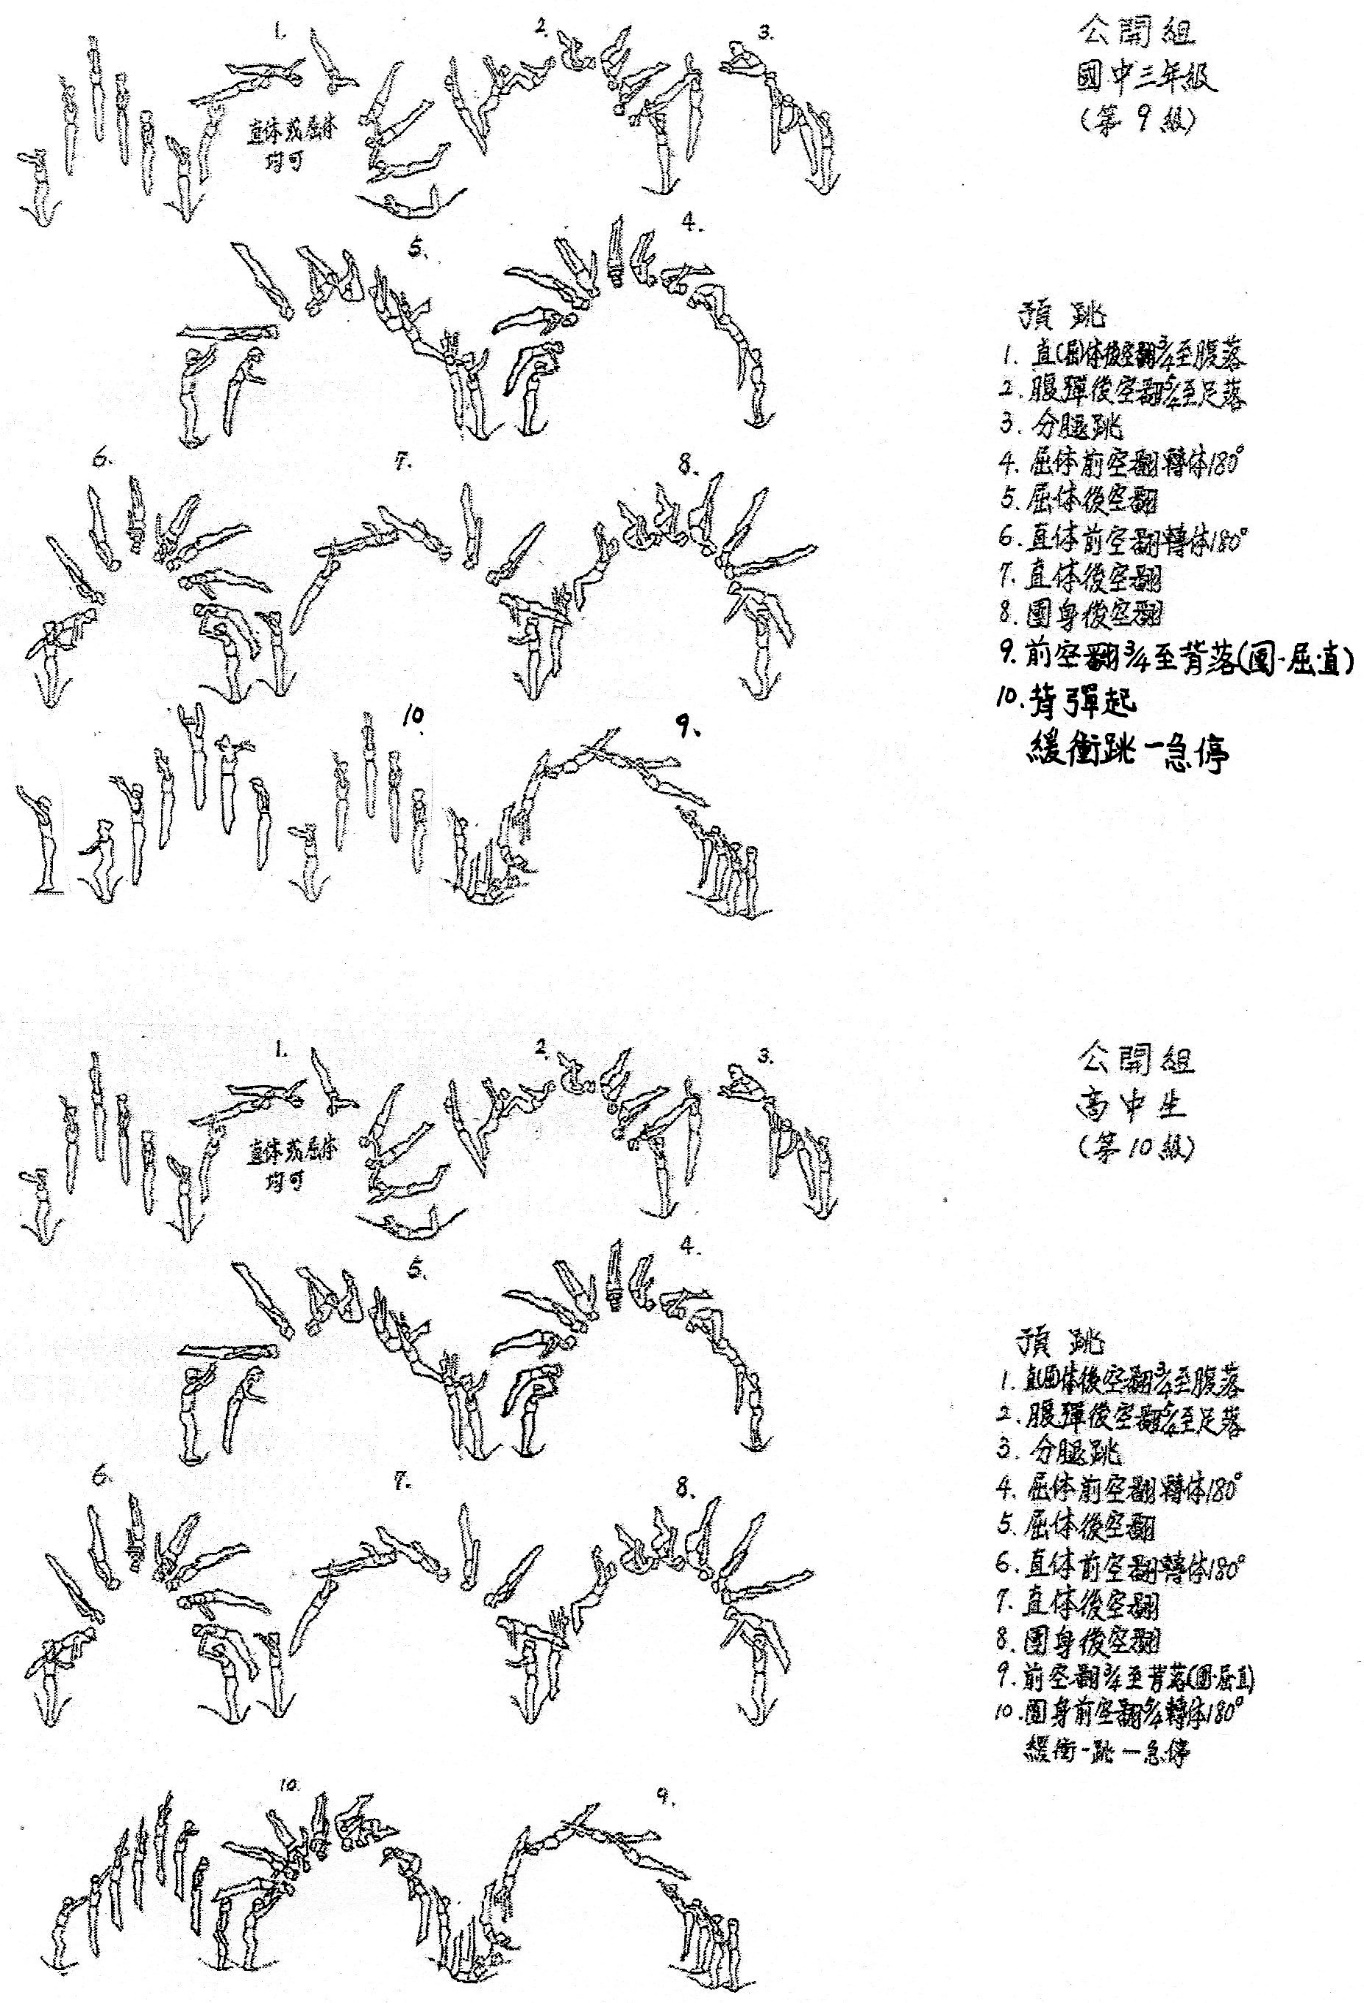 1.
2.
3.
直体或屈体
均可
公開組
國中三年級
(第9級)
5.
4.
6.
7.
8.
10
9.
預跳
1. 直(屈)体後空翻3/4至腹落
2. 腹彈後空翻5/4至足落
3. 分腿跳
4. 屈体前空翻轉体180°
5. 屈体後空翻
6. 直体前空翻轉体180°
7. 直体後空翻
8. 團身後空翻
9. 前空翻3/4至背落(團·屈·直)
10. 背彈起
緩衝跳一急停
1.
2.
3.
直体或屈体
均可
公開組
高中生
(第10級)
5.
4.
6.
7.
8.
10.
9.
預跳
1. 直(屈)体後空翻3/4至腹落
2. 腹彈後空翻5/4至足落
3. 分腿跳
4. 屈体前空翻轉体180°
5. 屈体後空翻
6. 直体前空翻轉体180°
7. 直体後空翻
8. 團身後空翻
9. 前空翻3/4至背落(團·屈·直)
10. 團身前空翻5/4轉体180°
緩衝-跳一急停